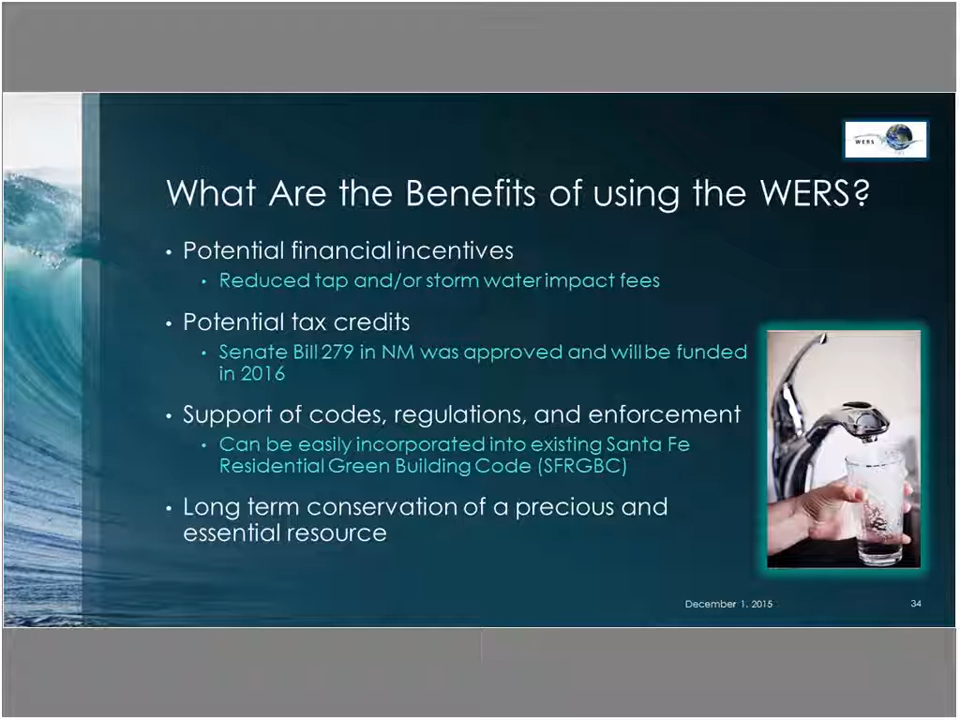 WERS
What Are the Benefits of using the WERS?
• Potential financial incentives
• Reduced tap and/or storm water impact fees
• Potential tax credits
• Senate Bill 279 in NM was approved and will be funded
in 2016
• Support of codes, regulations, and enforcement
• Can be easily incorporated into existing Santa Fe
Residential Green Building Code (SFRGBC)
• Long term conservation of a precious and
essential resource
December 1, 2015
34